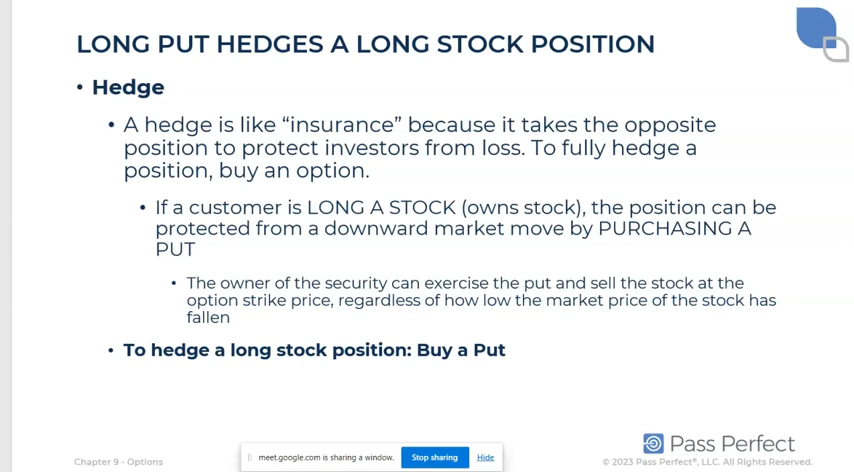 LONG PUT HEDGES A LONG STOCK POSITION
• Hedge
• A hedge is like “insurance” because it takes the opposite
position to protect investors from loss. To fully hedge a
position, buy an option.
• If a customer is LONG A STOCK (owns stock), the position can be
protected from a downward market move by PURCHASING A
PUT
• The owner of the security can exercise the put and sell the stock at the
option strike price, regardless of how low the market price of the stock has
fallen
• To hedge a long stock position: Buy a Put
Pass Perfect
Chapter 9 - Options
meet.google.com is sharing a window. Stop sharing Hide
© 2023 Pass Perfect®, LLC. All Rights Reserved.